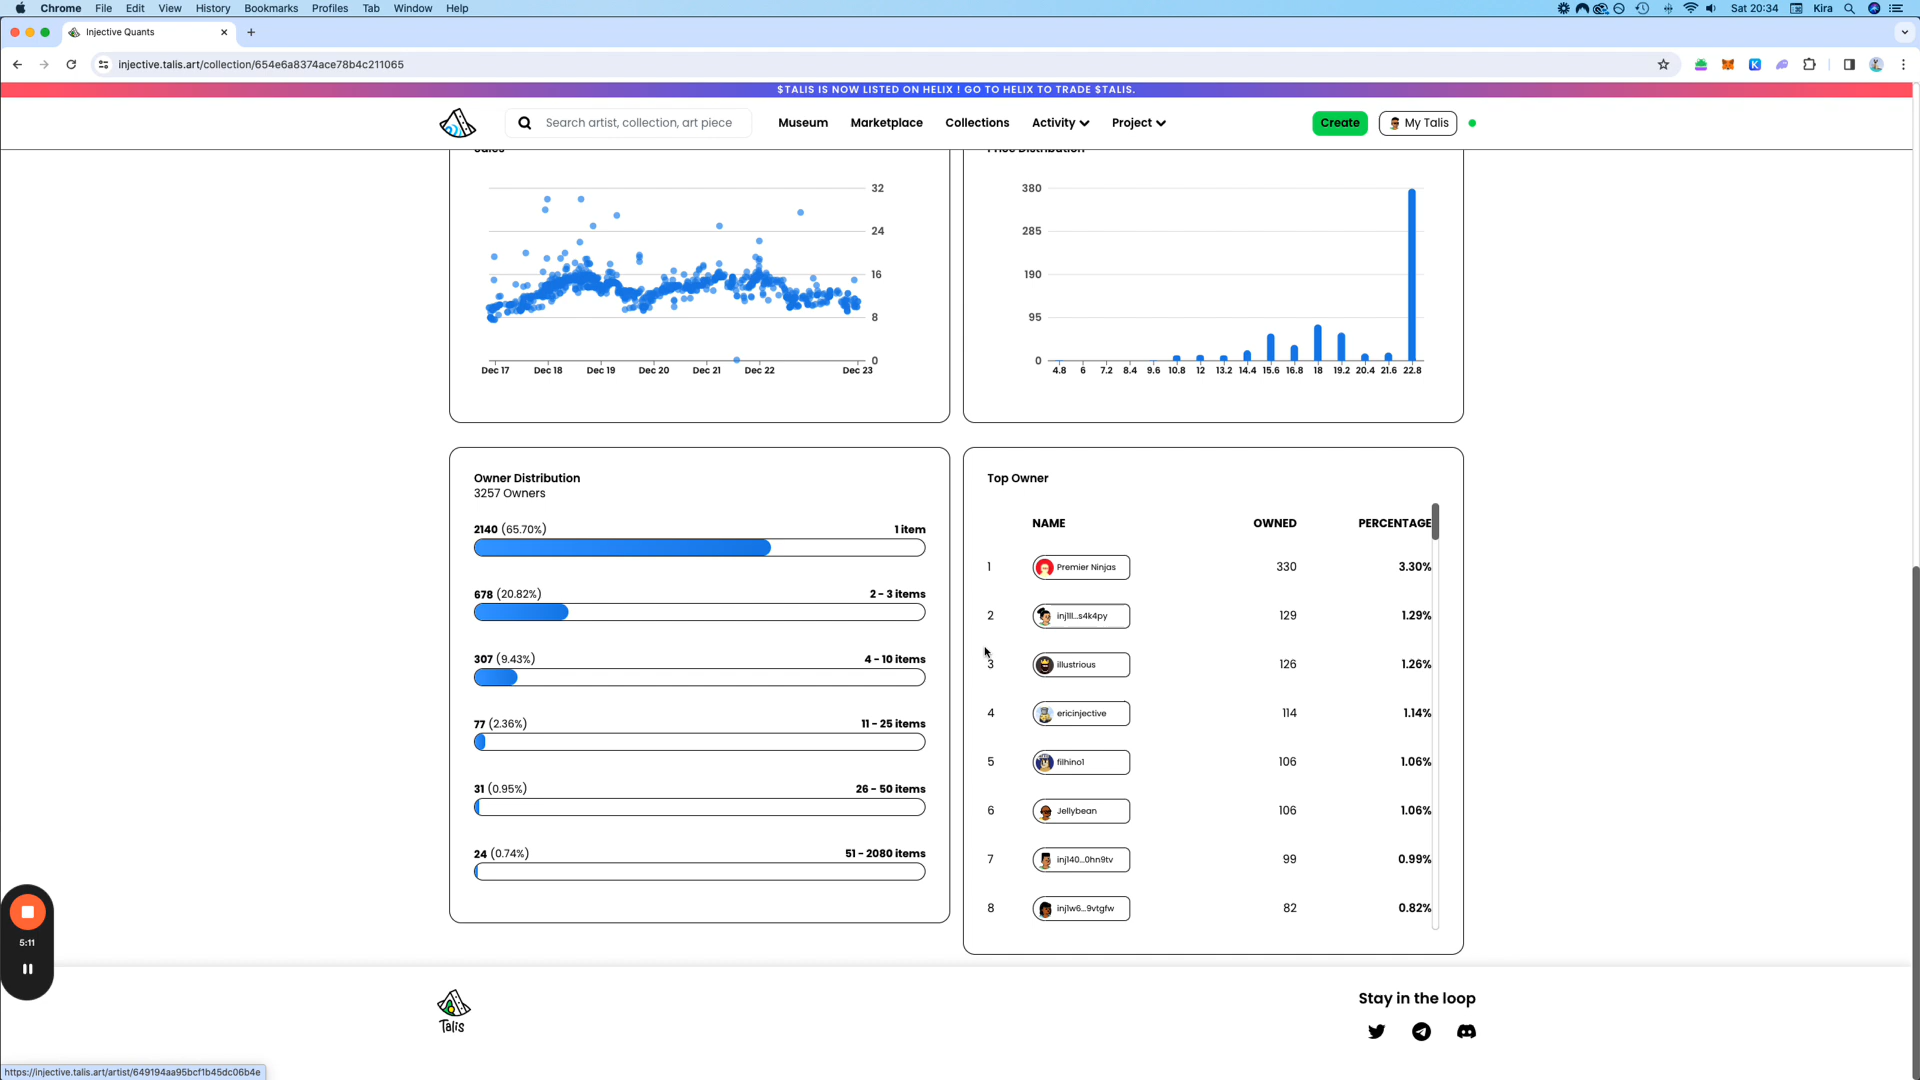 Chrome File Edit View History Bookmarks Profiles Tab Window Help
Sat 20:34 Kira
Injective Quants
injective.talis.art/collection/654e6a8374ace78b4c211065
$TALIS IS NOW LISTED ON HELIX ! GO TO HELIX TO TRADE $TALIS.
Search artist, collection, art piece
Museum Marketplace Collections Activity Project
Create My Talis
Sales
32
24
16
8
0
Dec 17 Dec 18 Dec 19 Dec 20 Dec 21 Dec 22 Dec 23
Price Distribution
380
285
190
95
0
4.8 6 7.2 8.4 9.6 10.8 12 13.2 14.4 15.6 16.8 18 19.2 20.4 21.6 22.8
Owner Distribution
3257 Owners
2140 (65.70%) 1 item
678 (20.82%) 2 - 3 items
307 (9.43%) 4 - 10 items
77 (2.36%) 11 - 25 items
31 (0.95%) 26 - 50 items
24 (0.74%) 51 - 2080 items
Top Owner
NAME OWNED PERCENTAGE
1 Premier Ninjas 330 3.30%
2 inj1ll...s4k4py 129 1.29%
3 illustrious 126 1.26%
4 ericinjective 114 1.14%
5 filhino1 106 1.06%
6 Jellybean 106 1.06%
7 inj140...0hn9tv 99 0.99%
8 inj1w6...9vtgfw 82 0.82%
5:11
Talis
Stay in the loop
https://injective.talis.art/artist/649194aa95bcf1b45dc06b4e